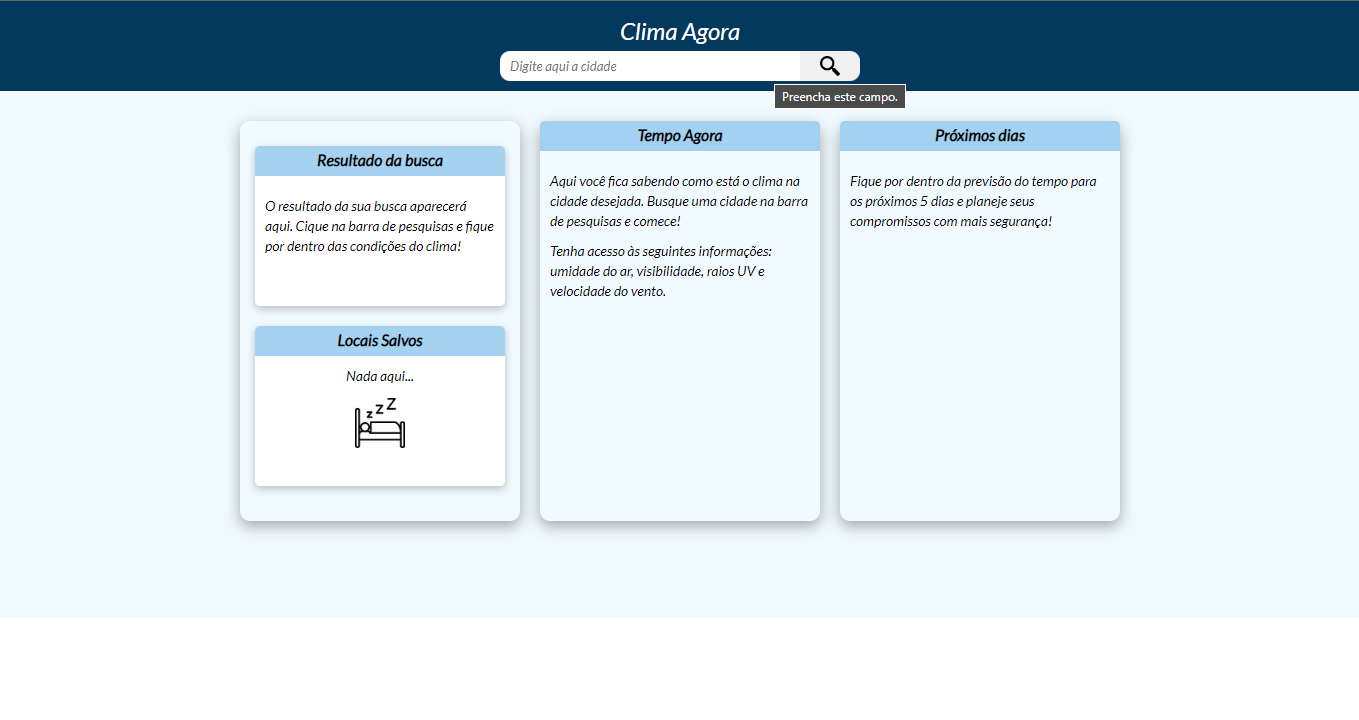 Clima Agora
Digite aqui a cidade
Preencha este campo.
Resultado da busca
O resultado da sua busca aparecerá
aqui. Cique na barra de pesquisas e fique
por dentro das condições do clima!
Locais Salvos
Nada aqui...
z z Z
Tempo Agora
Aqui você fica sabendo como está o clima na
cidade desejada. Busque uma cidade na barra
de pesquisas e comece!
Tenha acesso às seguintes informações:
umidade do ar, visibilidade, raios UV e
velocidade do vento.
Próximos dias
Fique por dentro da previsão do tempo para
os próximos 5 dias e planeje seus
compromissos com mais segurança!